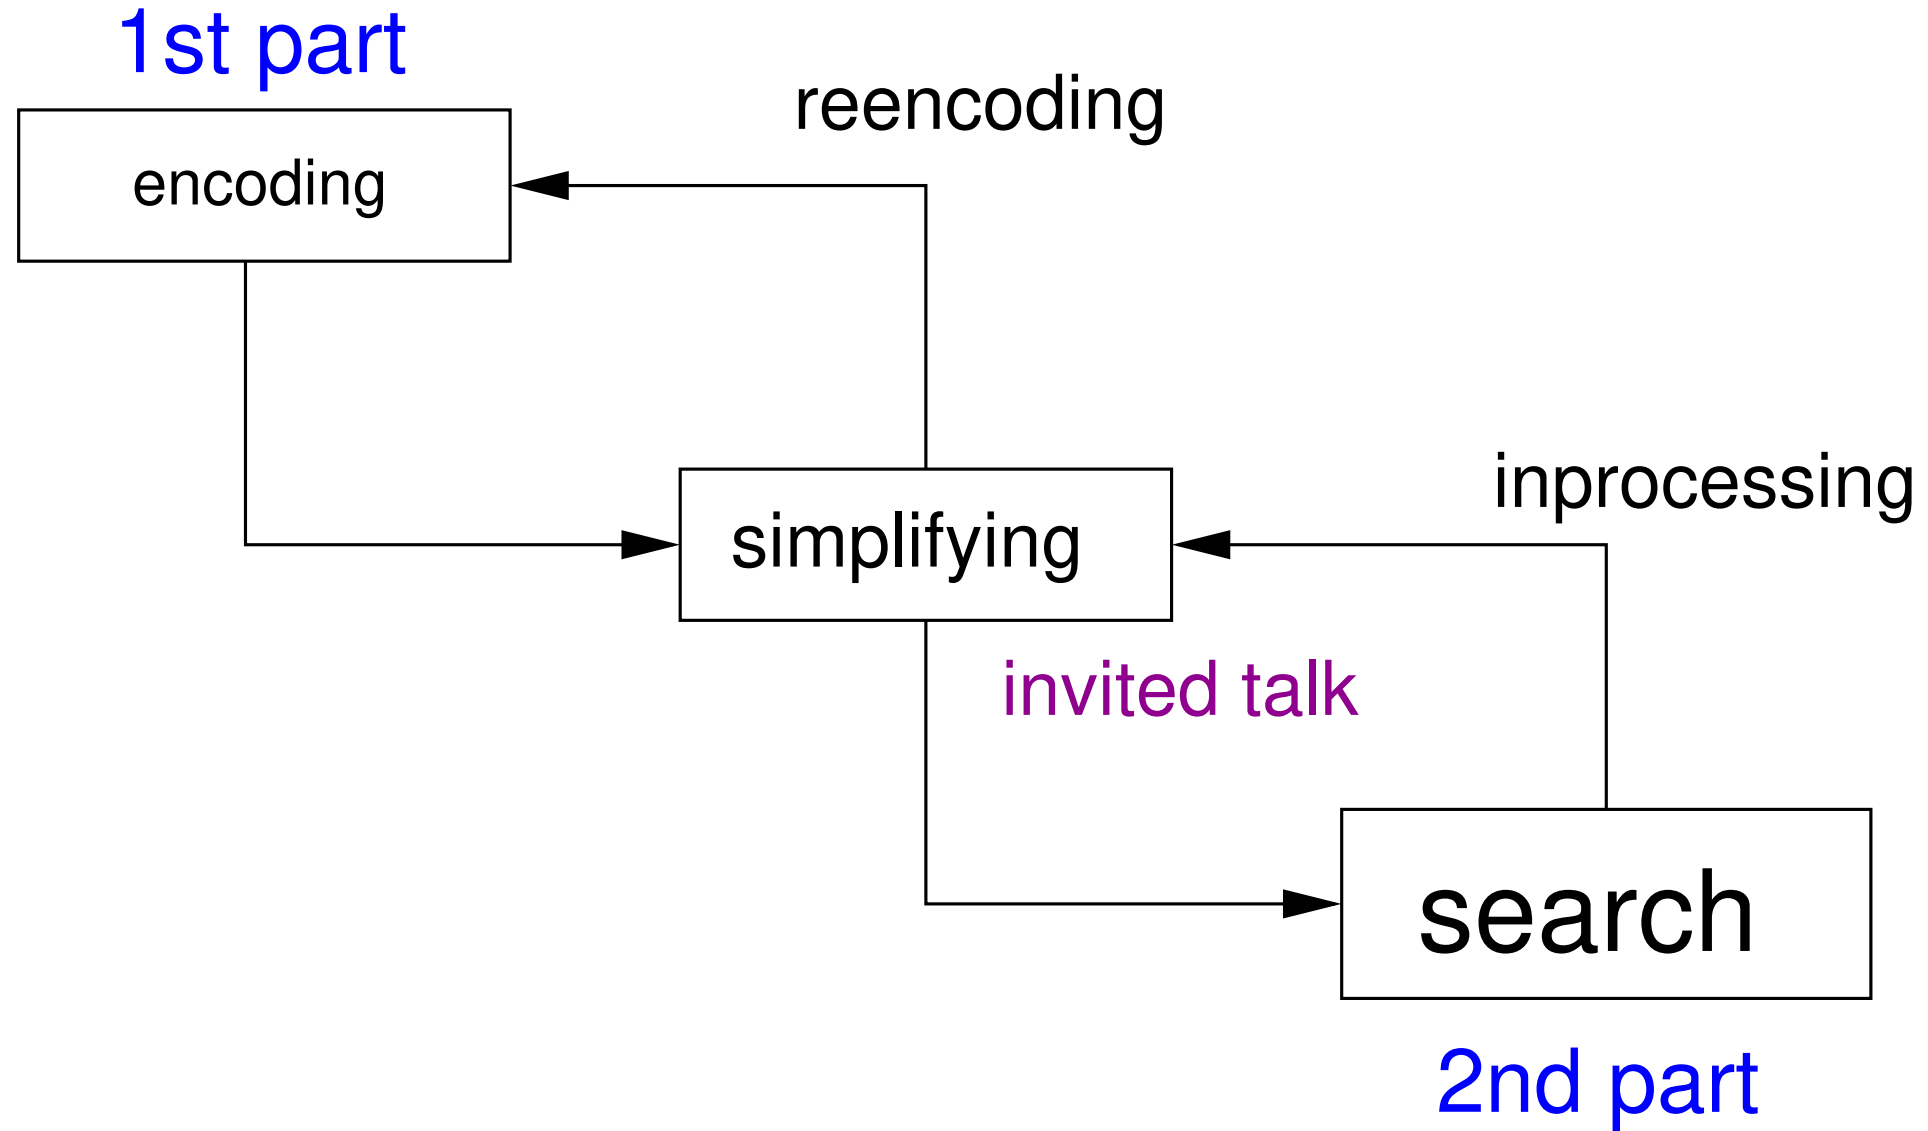 1st part
reencoding
encoding
inprocessing
simplifying
invited talk
search
2nd part